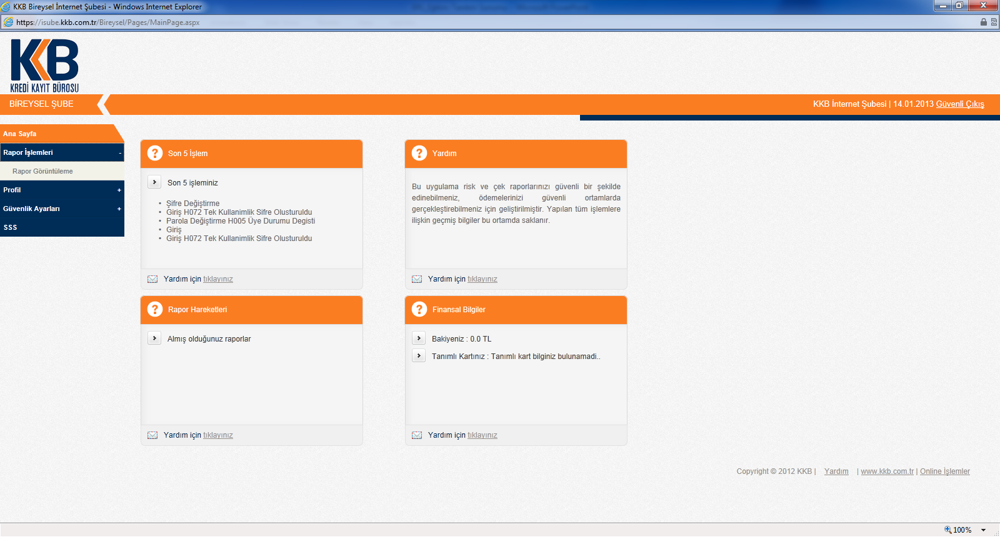 KKB Bireysel İnternet Şubesi - Windows Internet Explorer
https://isube.kkb.com.tr/Bireysel/Pages/MainPage.aspx
KKB
KREDİ KAYIT BÜROSU
BİREYSEL ŞUBE
KKB İnternet Şubesi | 14.01.2013 Güvenli Çıkış
Ana Sayfa
Rapor İşlemleri -
Rapor Görüntüleme
Profil +
Güvenlik Ayarları +
SSS
? Son 5 İşlem
Son 5 işleminiz
• Şifre Değiştirme
• Giriş H072 Tek Kullanimlik Sifre Olusturuldu
• Parola Değiştirme H005 Üye Durumu Degisti
• Giriş
• Giriş H072 Tek Kullanimlik Sifre Olusturuldu
Yardım için tıklayınız
? Yardım
Bu uygulama risk ve çek raporlarınızı güvenli bir şekilde
edinebilmeniz, ödemelerinizi güvenli ortamlarda
gerçekleştirebilmeniz için geliştirilmiştir. Yapılan tüm işlemlere
ilişkin geçmiş bilgiler bu ortamda saklanır.
Yardım için tıklayınız
? Rapor Hareketleri
Almış olduğunuz raporlar
Yardım için tıklayınız
? Finansal Bilgiler
Bakiyeniz : 0.0 TL
Tanımlı Kartınız : Tanımlı kart bilginiz bulunamadi..
Yardım için tıklayınız
Copyright © 2012 KKB | Yardım | www.kkb.com.tr | Online İşlemler
100%